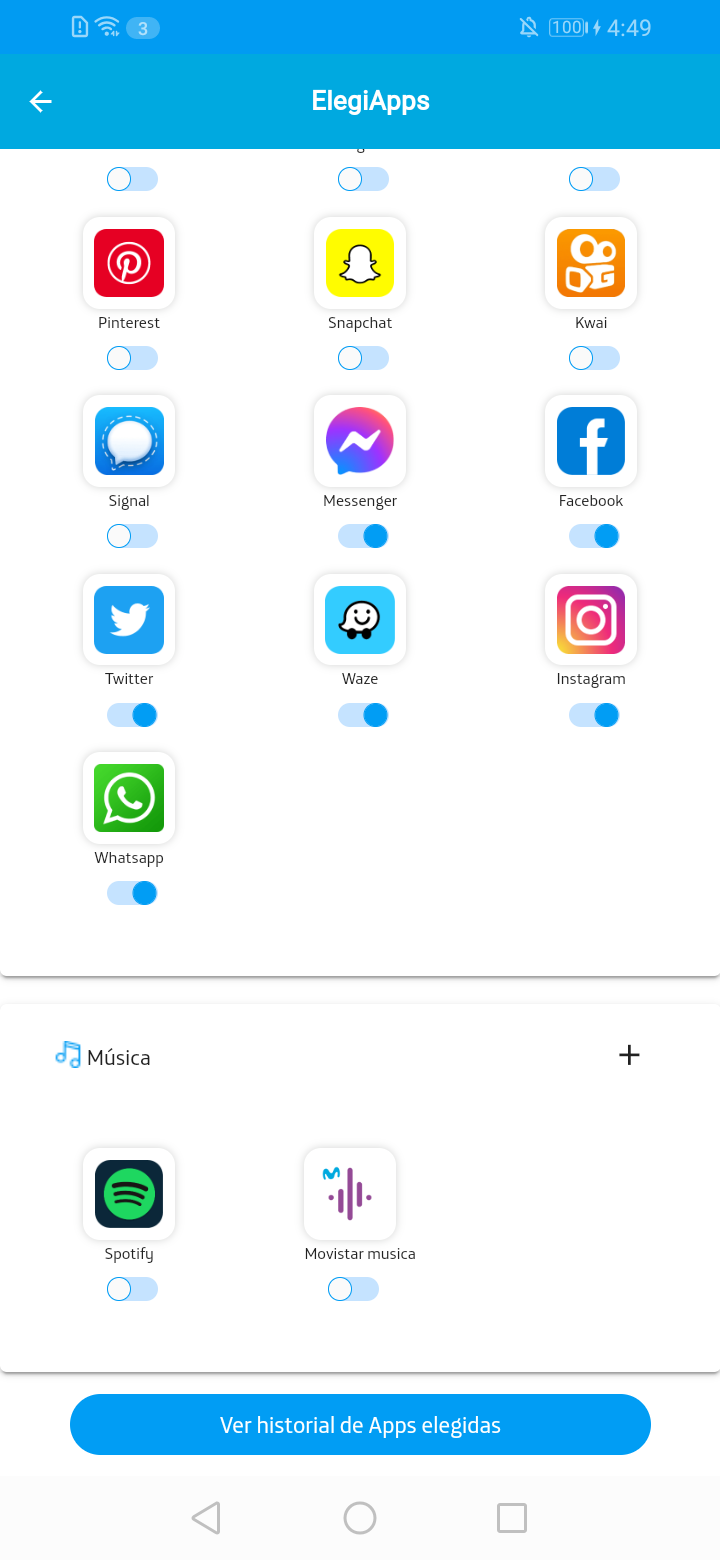 3
100
4:49
ElegiApps
Pinterest
Snapchat
Kwai
Signal
Messenger
Facebook
Twitter
Waze
Instagram
Whatsapp
Música
Spotify
Movistar musica
Ver historial de Apps elegidas